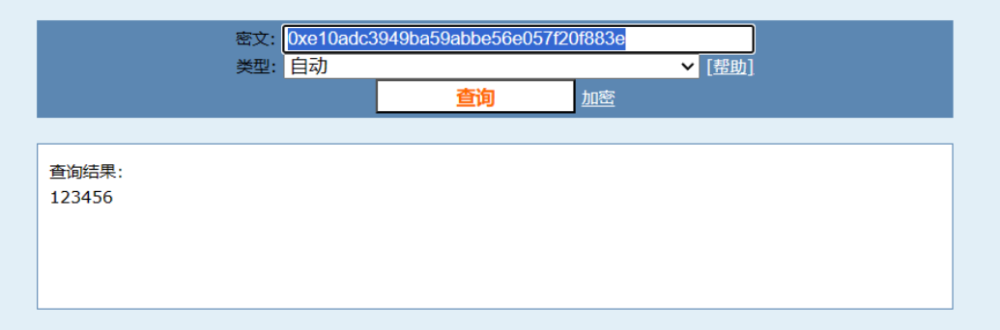 密文: 0xe10adc3949ba59abbe56e057f20f883e
类型: 自动 [帮助]
查询 加密
查询结果:
123456